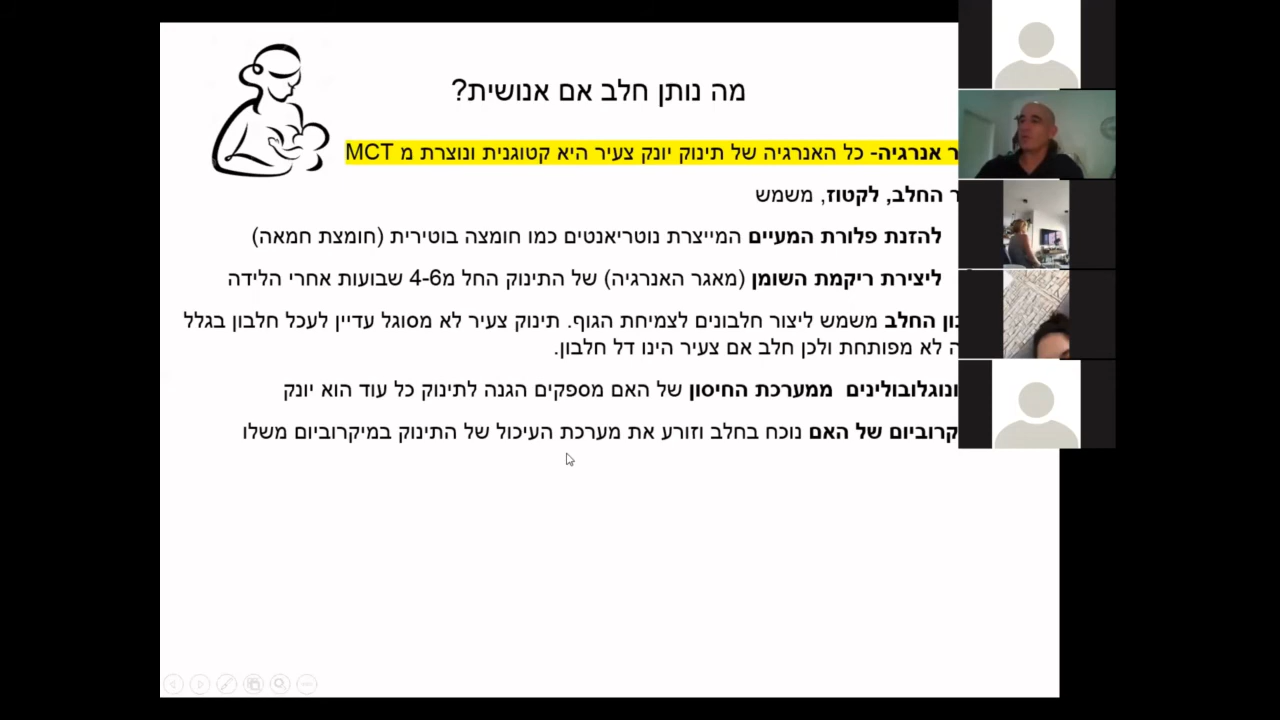 מה נותן חלב אם אנושית?
אנרגיה- כל האנרגיה של תינוק יונק צעיר היא קטוגנית ונוצרת מ MCT
החלב, לקטוז, משמש
להזנת פלורת המעיים המייצרת נוטריאנטים כמו חומצה בוטירית (חומצת חמאה)
ליצירת ריקמת השומן (מאגר האנרגיה) של התינוק החל מ4-6 שבועות אחרי הלידה
החלב משמש ליצור חלבונים לצמיחת הגוף. תינוק צעיר לא מסוגל עדיין לעכל חלבון בגלל
לא מפותחת ולכן חלב אם צעיר הינו דל חלבון.
ממערכת החיסון של האם מספקים הגנה לתינוק כל עוד הוא יונק
של האם נוכח בחלב וזורע את מערכת העיכול של התינוק במיקרוביום משלו